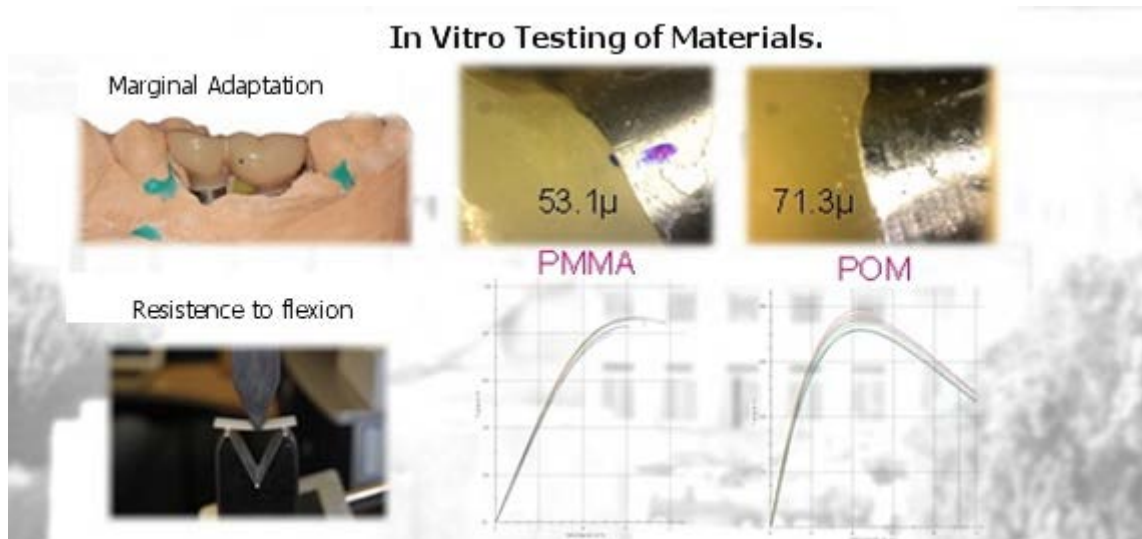 In Vitro Testing of Materials.
Marginal Adaptation
53.1µ
71.3µ
PMMA
POM
Resistence to flexion